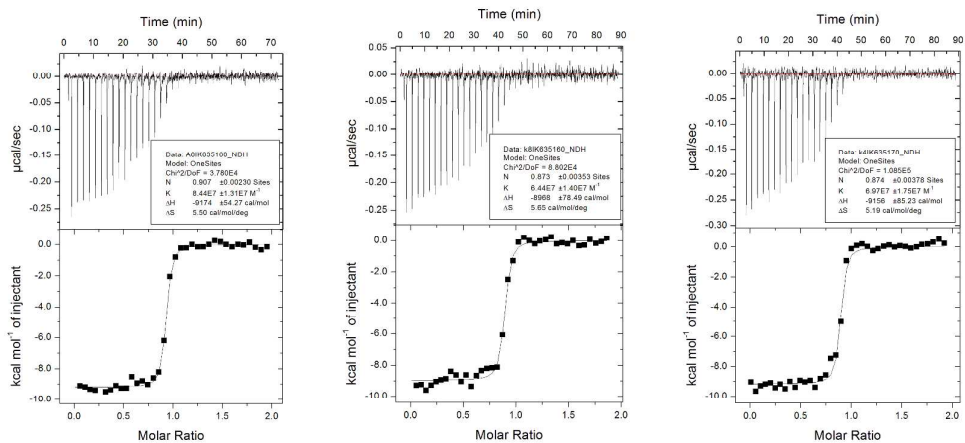 Time (min)
0 10 20 30 40 50 60 70
0.00
-0.05
-0.10
-0.15
-0.20
-0.25
µcal/sec
Model: OneSites
Chi^2/DoF = 3.780E4
N 0.907 ±0.00230 Sites
K 8.44E7 ±1.31E7 M⁻¹
ΔH -9174 ±54.27 cal/mol
ΔS 5.50 cal/mol/deg
0.0
-2.0
-4.0
-6.0
-8.0
-10.0
kcal mol⁻¹ of injectant
0.0 0.5 1.0 1.5 2.0
Molar Ratio
Time (min)
0 10 20 30 40 50 60 70 80 90
0.05
0.00
-0.05
-0.10
-0.15
-0.20
-0.25
µcal/sec
Data: k8IK635160_NDH
Model: OneSites
Chi^2/DoF = 8.802E4
N 0.873 ±0.00353 Sites
K 6.44E7 ±1.40E7 M⁻¹
ΔH -8968 ±78.49 cal/mol
ΔS 5.65 cal/mol/deg
0.0
-2.0
-4.0
-6.0
-8.0
-10.0
kcal mol⁻¹ of injectant
0.0 0.5 1.0 1.5 2.0
Molar Ratio
Time (min)
0 10 20 30 40 50 60 70 80 90
0.00
-0.05
-0.10
-0.15
-0.20
-0.25
-0.30
µcal/sec
Model: OneSites
Chi^2/DoF = 1.085E5
N 0.874 ±0.00378 Sites
K 6.97E7 ±1.75E7 M⁻¹
ΔH -9156 ±85.23 cal/mol
ΔS 5.19 cal/mol/deg
0.0
-2.0
-4.0
-6.0
-8.0
-10.0
kcal mol⁻¹ of injectant
0.0 0.5 1.0 1.5 2.0
Molar Ratio